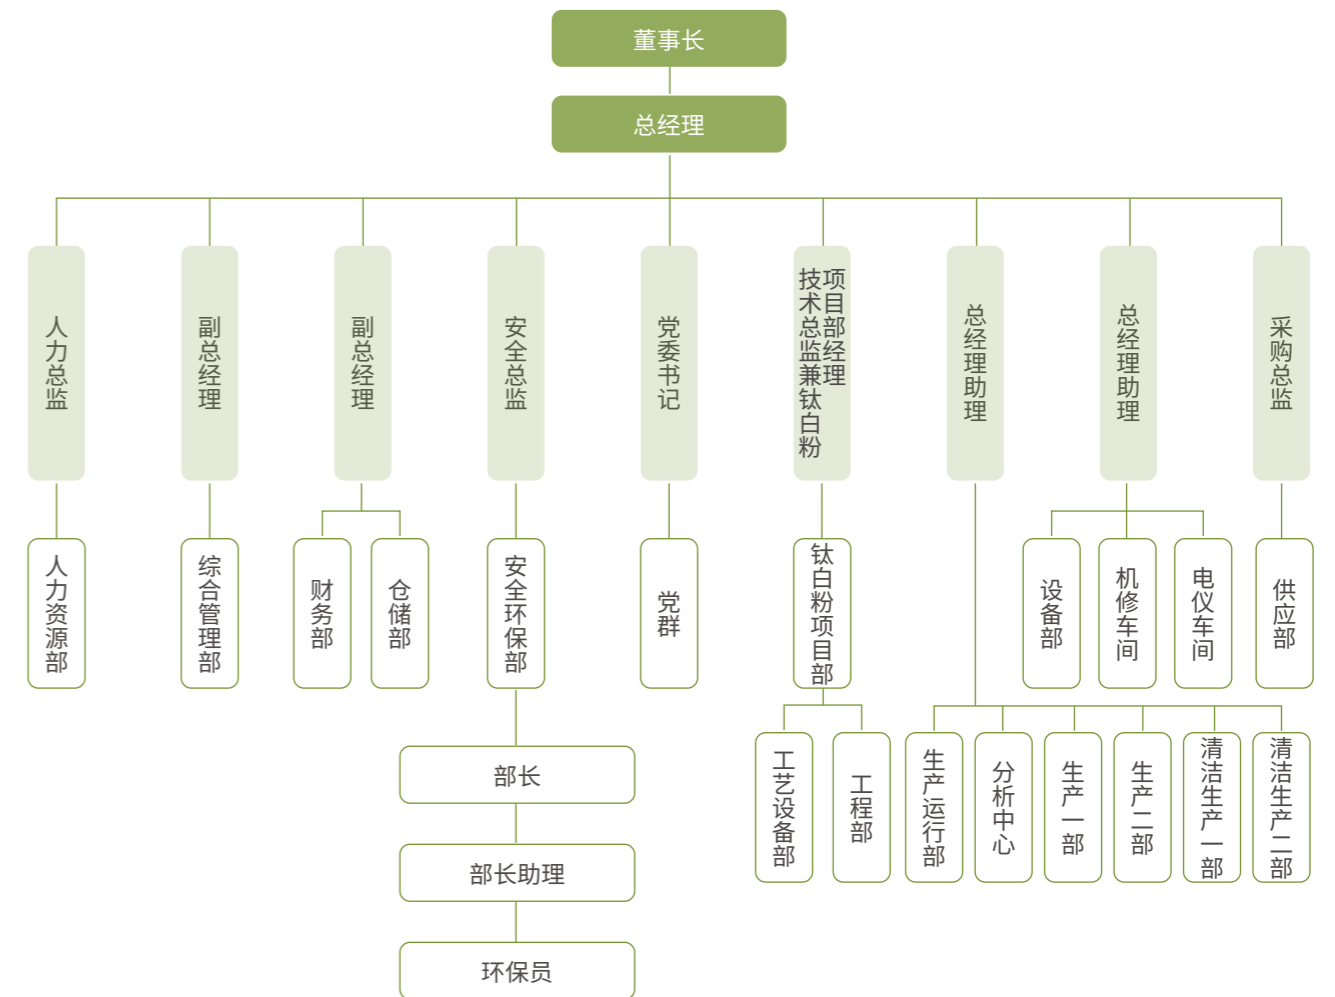 董事长
总经理
人力总监
副总经理
副总经理
安全总监
党委书记
技术总监兼钛白粉
项目部经理
总经理助理
总经理助理
采购总监
人力资源部
综合管理部
财务部
仓储部
安全环保部
党群
钛白粉项目部
设备部
机修车间
电仪车间
供应部
工艺设备部
工程部
生产运行部
分析中心
生产一部
生产二部
清洁生产一部
清洁生产二部
部长
部长助理
环保员